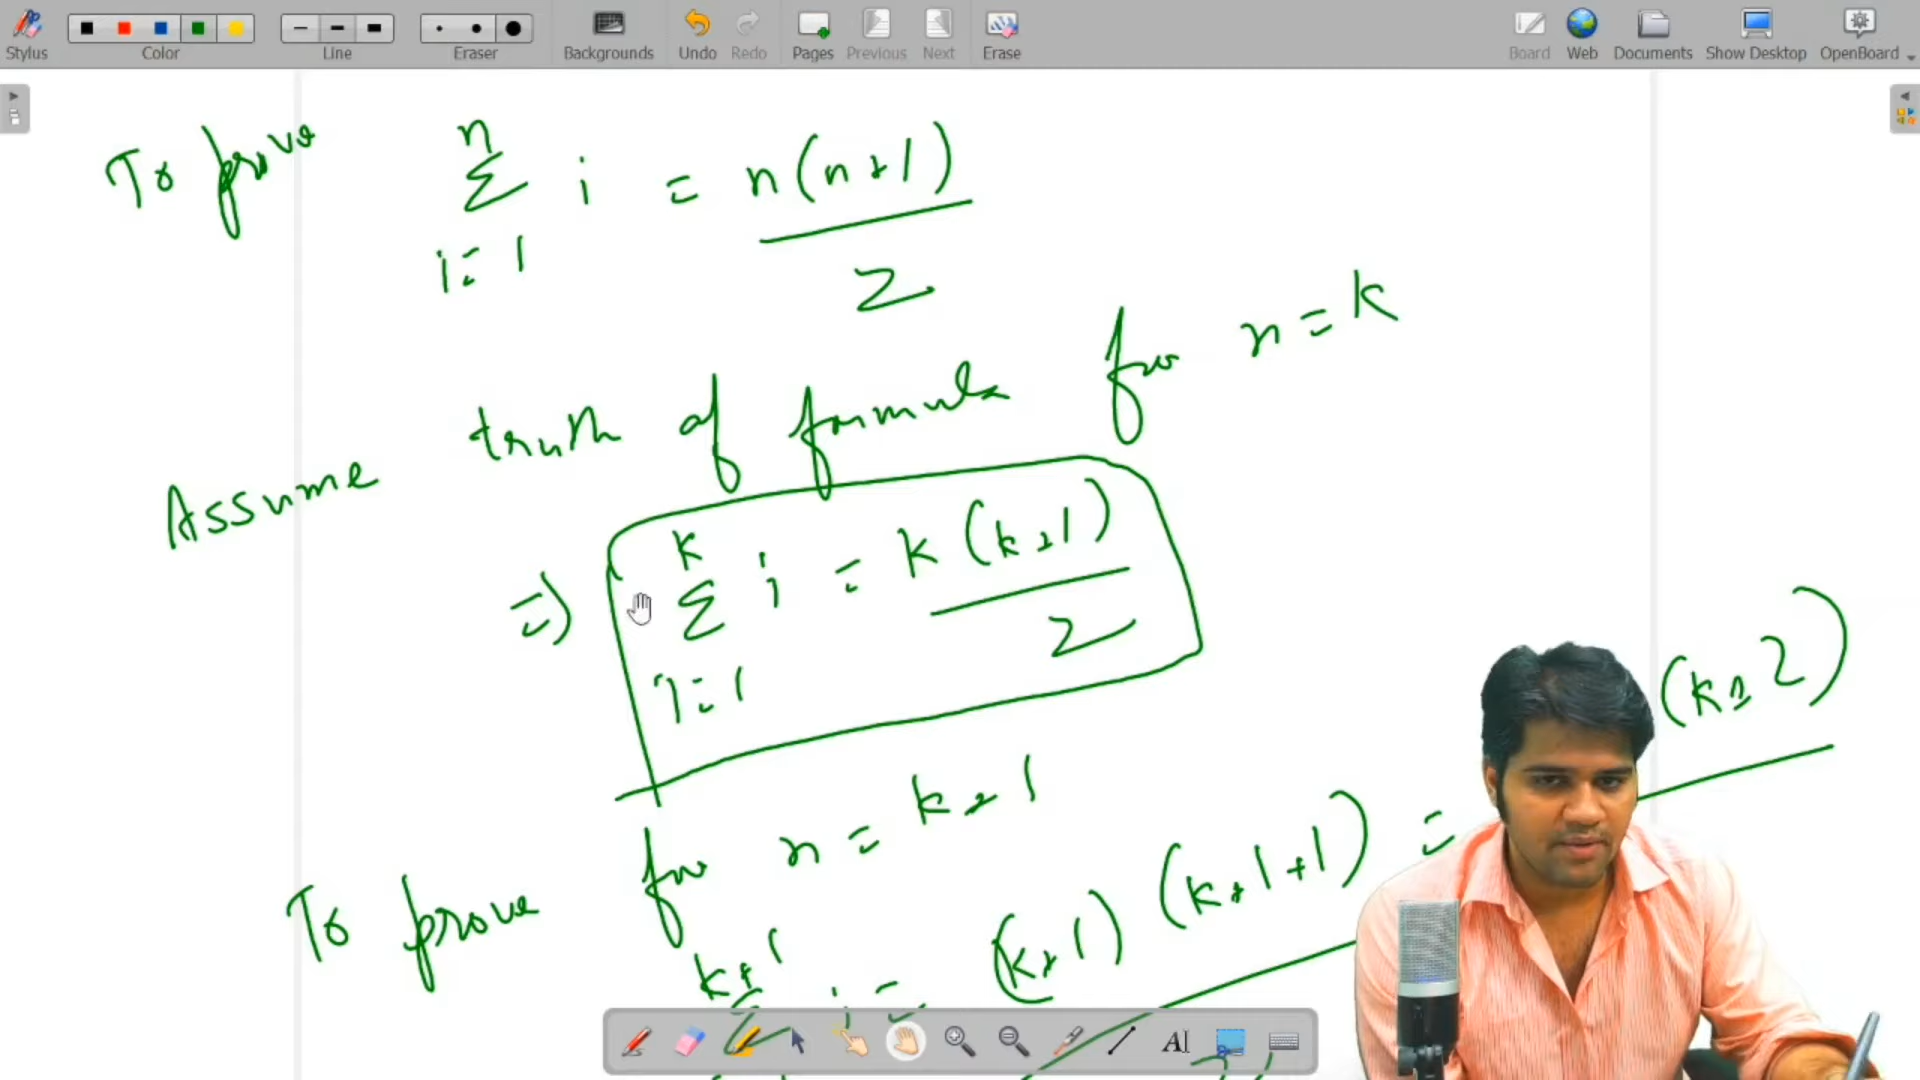 Stylus Color Line Eraser Backgrounds Undo Redo Pages Previous Next Erase Board Web Documents Show Desktop OpenBoard
To prove n Σ i=1 i = n(n+1) / 2
Assume truth of formula for n=k
=) k Σ i=1 i = k(k+1) / 2
To prove for n=k+1
k+1 Σ i = (k+1)(k+1+1) = (k+2)
AI